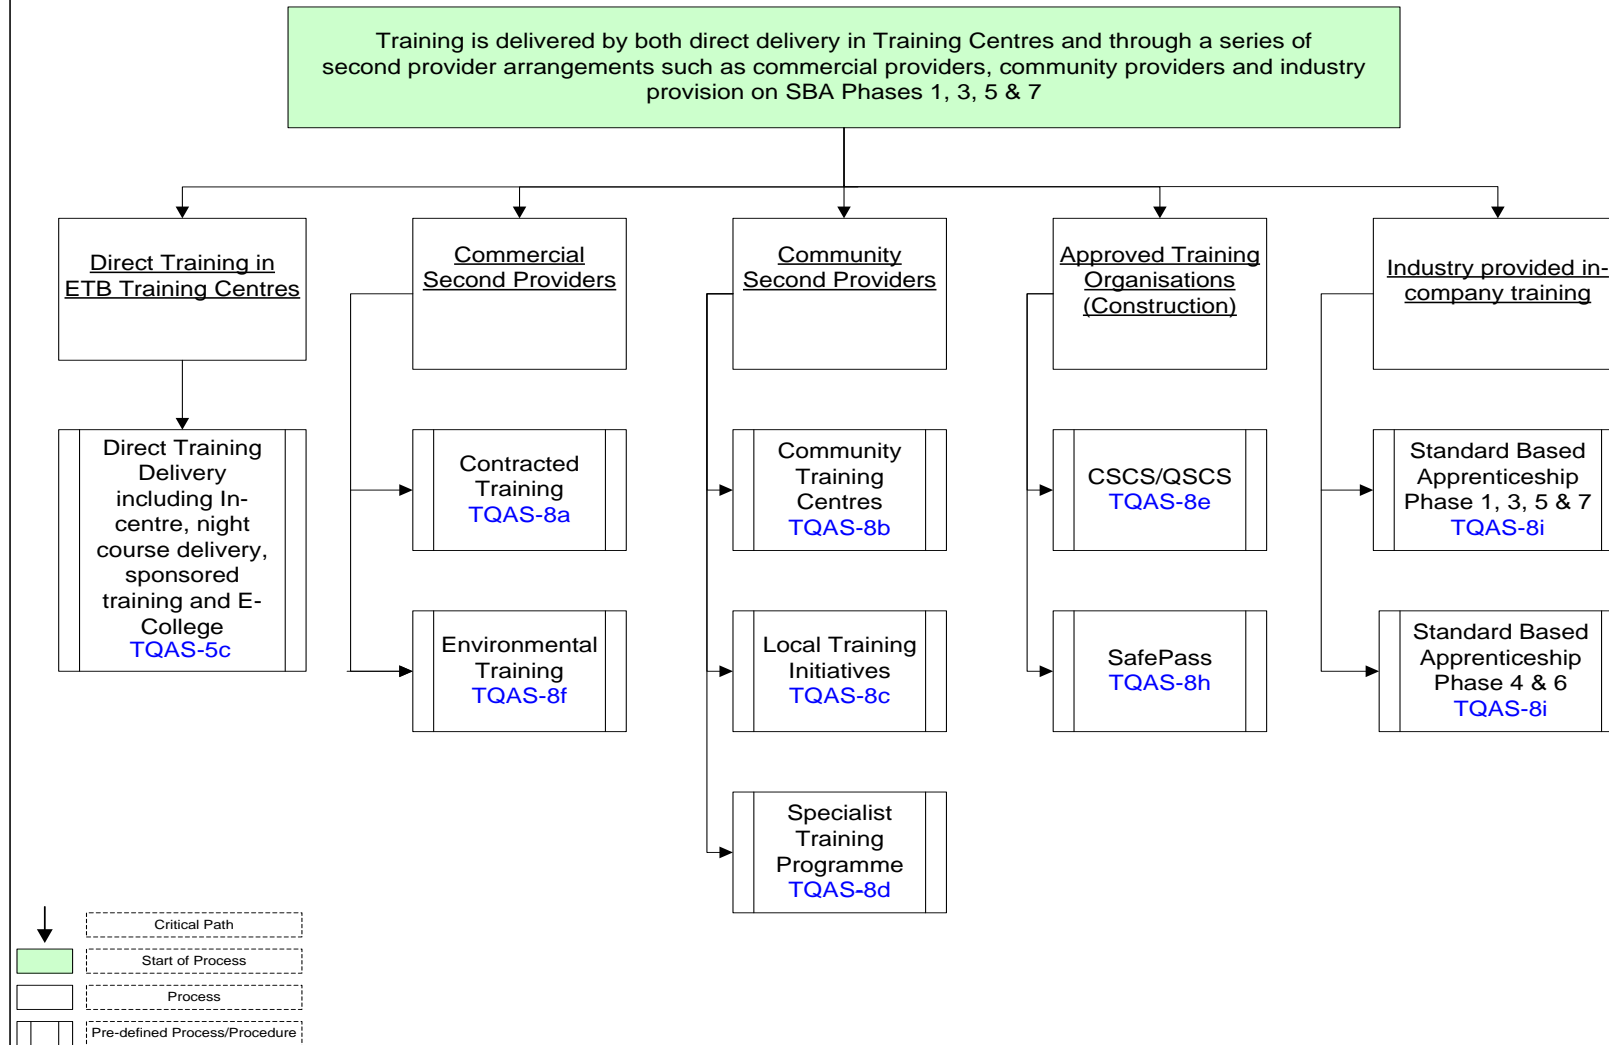 Training is delivered by both direct delivery in Training Centres and through a series of
second provider arrangements such as commercial providers, community providers and industry
provision on SBA Phases 1, 3, 5 & 7
Direct Training in
ETB Training Centres
Commercial
Second Providers
Community
Second Providers
Approved Training
Organisations
(Construction)
Industry provided in-
company training
Direct Training
Delivery
including In-
centre, night
course delivery,
sponsored
training and E-
College
TQAS-5c
Contracted
Training
TQAS-8a
Community
Training
Centres
TQAS-8b
CSCS/QSCS
TQAS-8e
Standard Based
Apprenticeship
Phase 1, 3, 5 & 7
TQAS-8i
Environmental
Training
TQAS-8f
Local Training
Initiatives
TQAS-8c
SafePass
TQAS-8h
Standard Based
Apprenticeship
Phase 4 & 6
TQAS-8i
Specialist
Training
Programme
TQAS-8d
Critical Path
Start of Process
Process
Pre-defined Process/Procedure